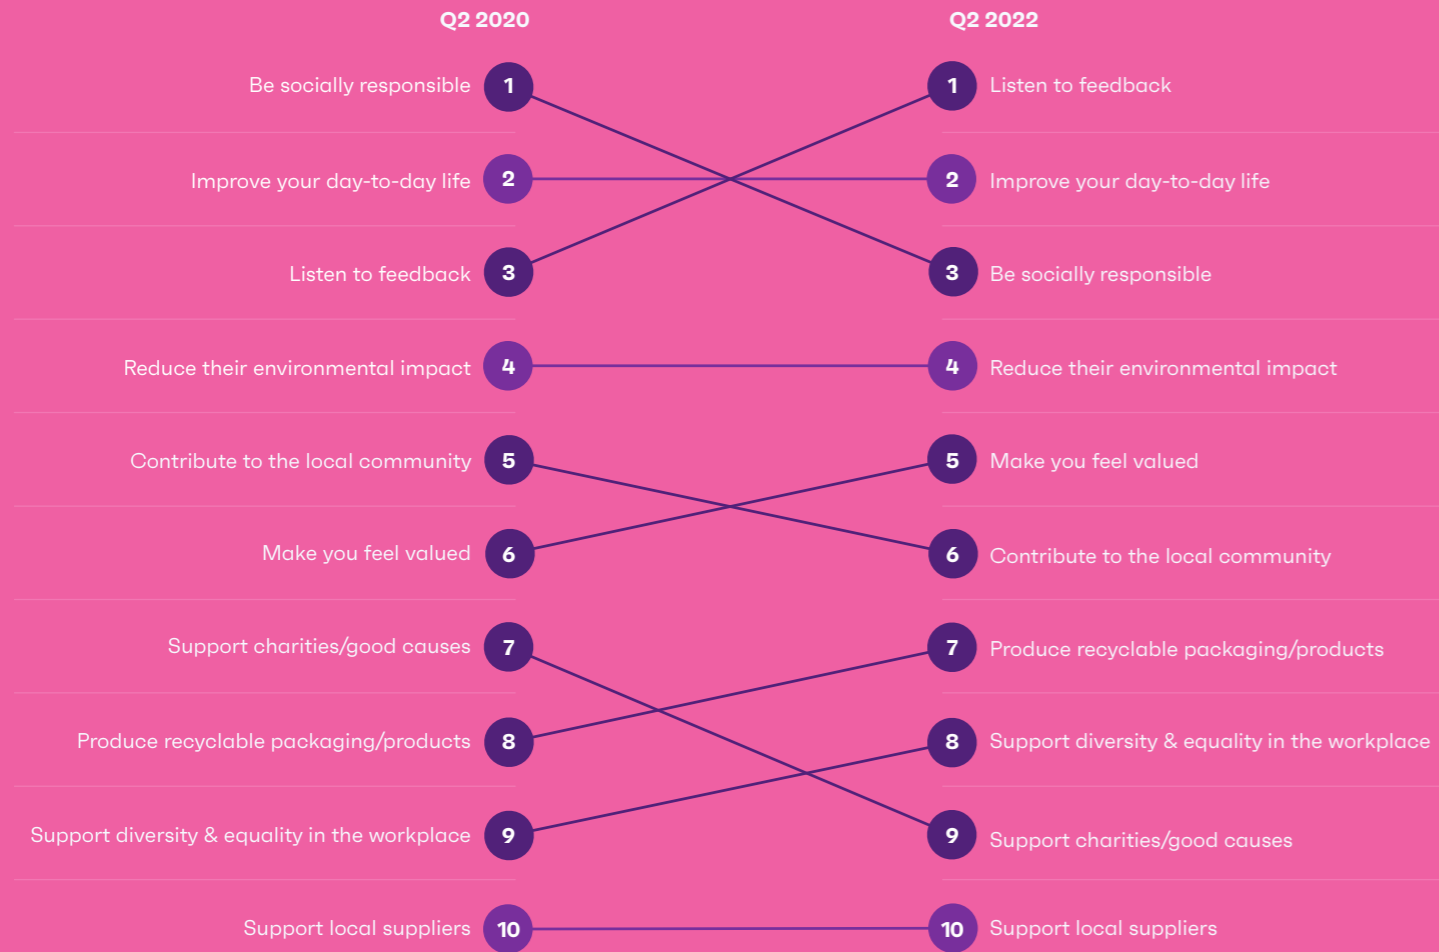 Q2 2020 Q2 2022
Be socially responsible 1 1 Listen to feedback
Improve your day-to-day life 2 2 Improve your day-to-day life
Listen to feedback 3 3 Be socially responsible
Reduce their environmental impact 4 4 Reduce their environmental impact
Contribute to the local community 5 5 Make you feel valued
Make you feel valued 6 6 Contribute to the local community
Support charities/good causes 7 7 Produce recyclable packaging/products
Produce recyclable packaging/products 8 8 Support diversity & equality in the workplace
Support diversity & equality in the workplace 9 9 Support charities/good causes
Support local suppliers 10 10 Support local suppliers